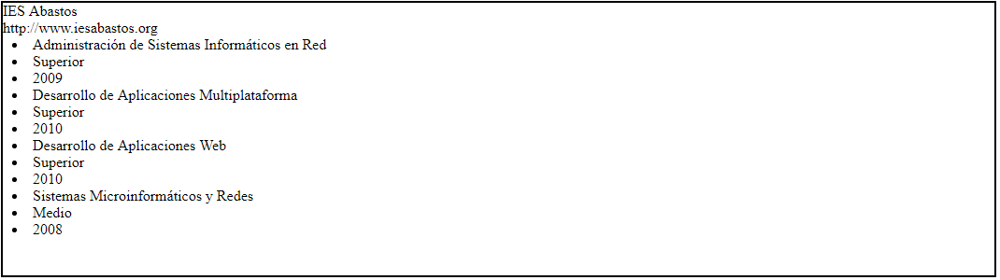 IES Abastos
http://www.iesabastos.org
• Administración de Sistemas Informáticos en Red
• Superior
• 2009
• Desarrollo de Aplicaciones Multiplataforma
• Superior
• 2010
• Desarrollo de Aplicaciones Web
• Superior
• 2010
• Sistemas Microinformáticos y Redes
• Medio
• 2008